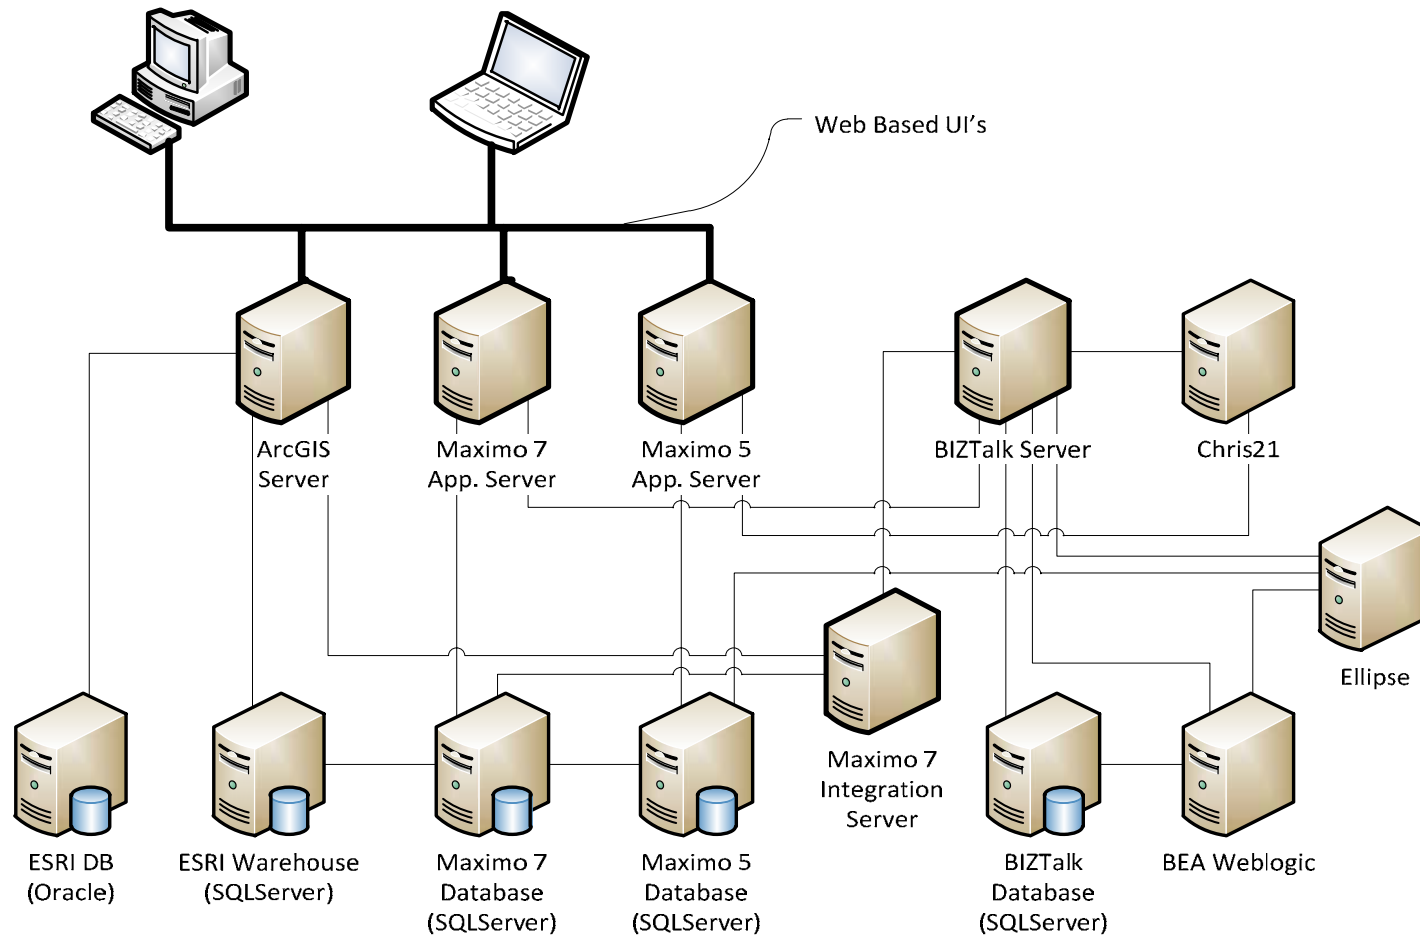 Web Based UI's
ArcGIS
Server
Maximo 7
App. Server
Maximo 5
App. Server
BIZTalk Server
Chris21
Ellipse
Maximo 7
Integration
Server
ESRI DB
(Oracle)
ESRI Warehouse
(SQLServer)
Maximo 7
Database
(SQLServer)
Maximo 5
Database
(SQLServer)
BIZTalk
Database
(SQLServer)
BEA Weblogic